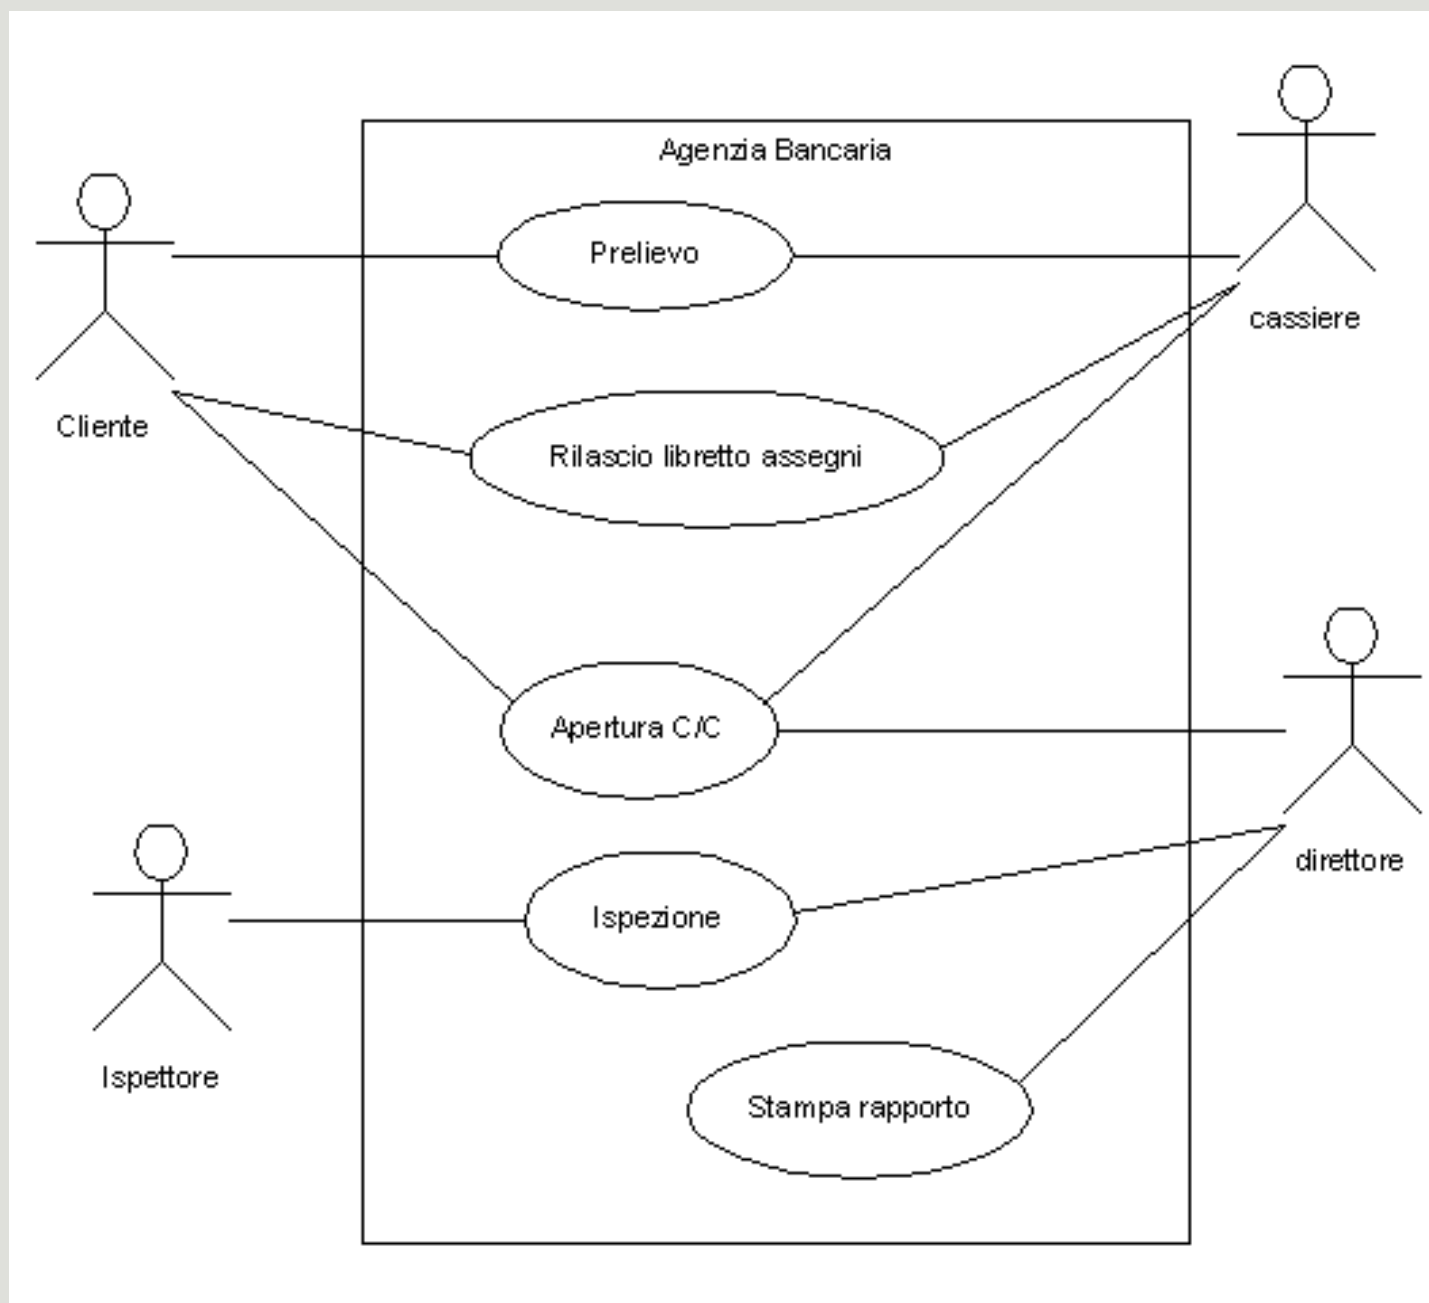 Agenzia Bancaria
Prelievo
cassiere
Cliente
Rilascio libretto assegni
Apertura C/C
direttore
Ispezione
Ispettore
Stampa rapporto